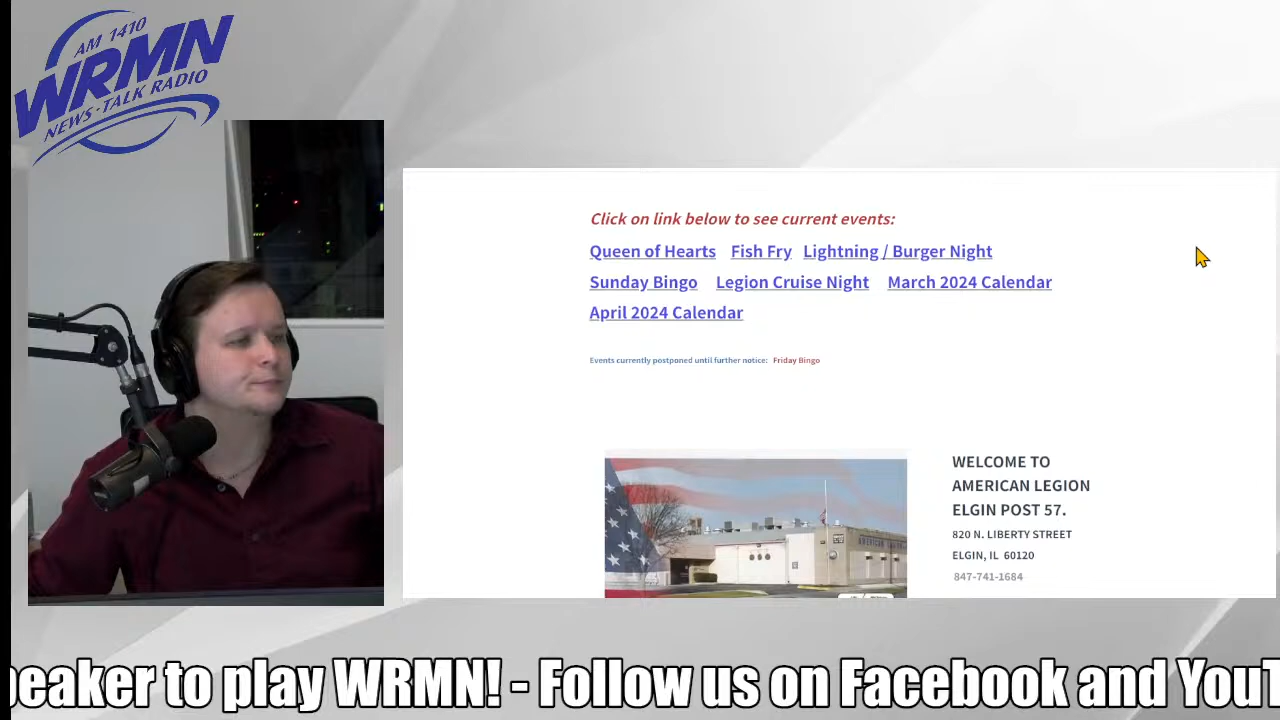 AM 1410
WRMN
NEWS·TALK RADIO
Click on link below to see current events:
Queen of Hearts Fish Fry Lightning / Burger Night
Sunday Bingo Legion Cruise Night March 2024 Calendar
April 2024 Calendar
Events currently postponed until further notice: Friday Bingo
WELCOME TO
AMERICAN LEGION
ELGIN POST 57.
820 N. LIBERTY STREET
ELGIN, IL 60120
847-741-1684
peaker to play WRMN! - Follow us on Facebook and YouT